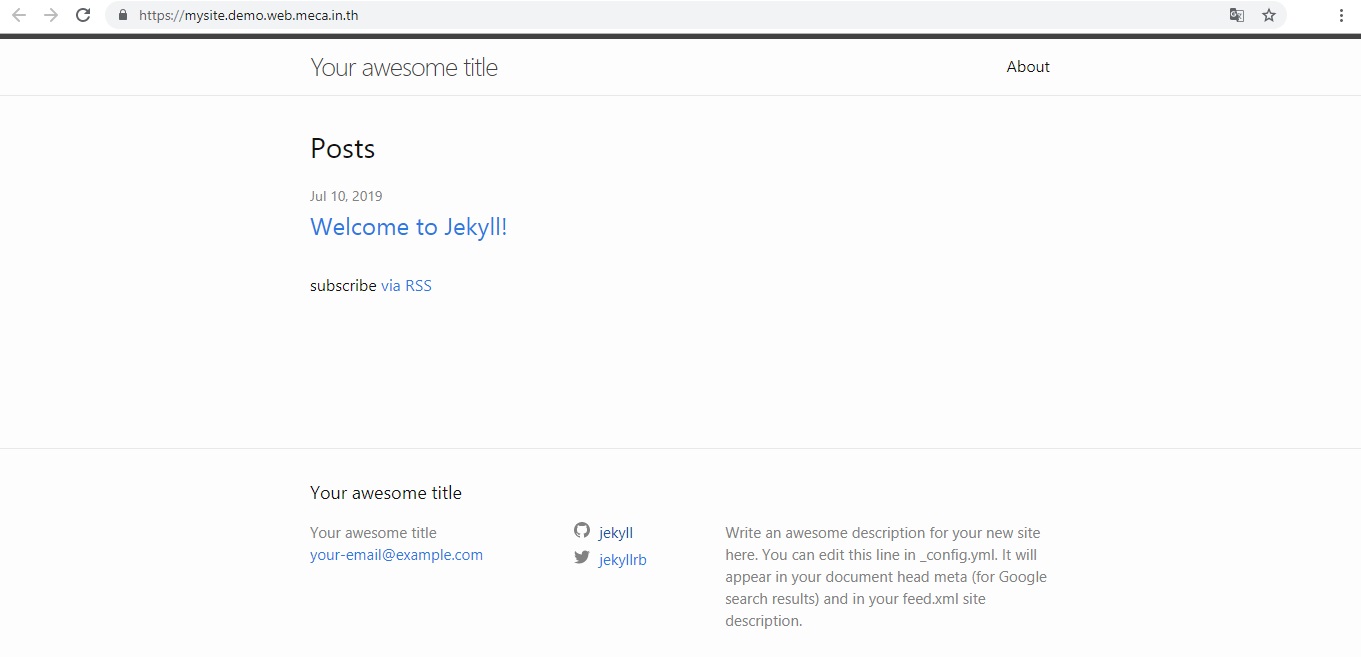 https://mysite.demo.web.meca.in.th
Your awesome title
About
Posts
Jul 10, 2019
Welcome to Jekyll!
subscribe via RSS
Your awesome title
Your awesome title
your-email@example.com
jekyll
jekyllrb
Write an awesome description for your new site
here. You can edit this line in _config.yml. It will
appear in your document head meta (for Google
search results) and in your feed.xml site
description.